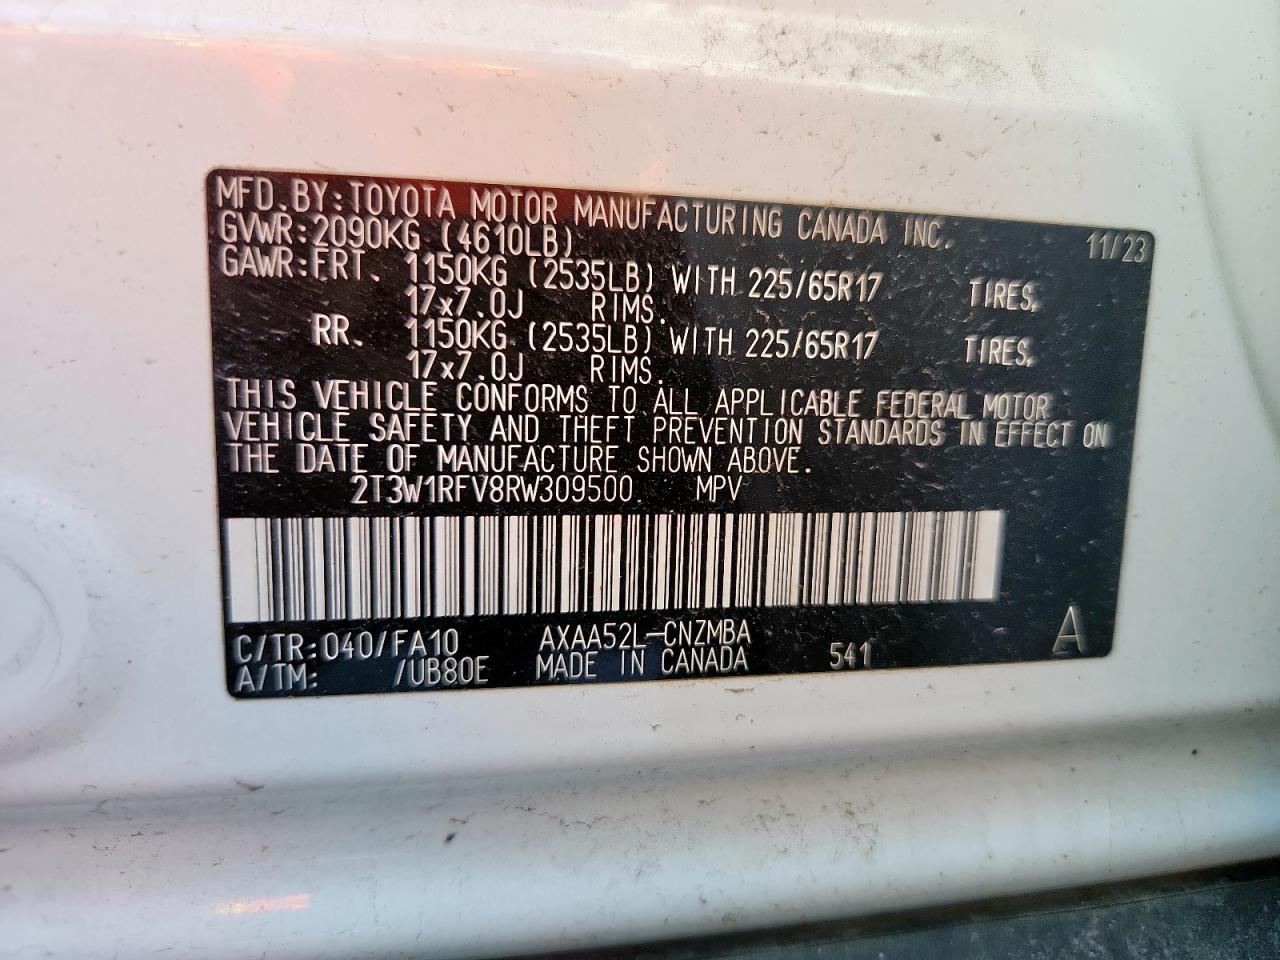 MFD.BY:TOYOTA MOTOR MANUFACTURING CANADA INC. 11/23
GVWR:2090KG (4610LB)
GAWR:FRT. 1150KG (2535LB) WITH 225/65R17 TIRES,
17x7.0J RIMS.
RR. 1150KG (2535LB) WITH 225/65R17 TIRES,
17x7.0J RIMS.
THIS VEHICLE CONFORMS TO ALL APPLICABLE FEDERAL MOTOR
VEHICLE SAFETY AND THEFT PREVENTION STANDARDS IN EFFECT ON
THE DATE OF MANUFACTURE SHOWN ABOVE.
2T3W1RFV8RW309500 MPV
C/TR:040/FA10 AXAA52L-CNZMBA
A/TM: /UB80E MADE IN CANADA 541 A